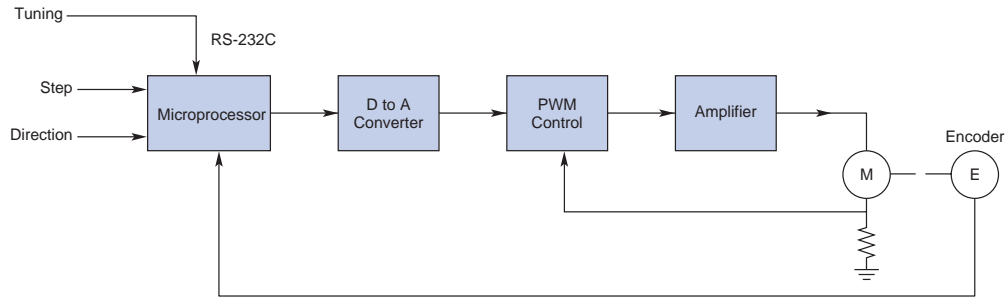 Tuning
RS-232C
Step
Direction
Microprocessor
D to A
Converter
PWM
Control
Amplifier
Encoder
M
E